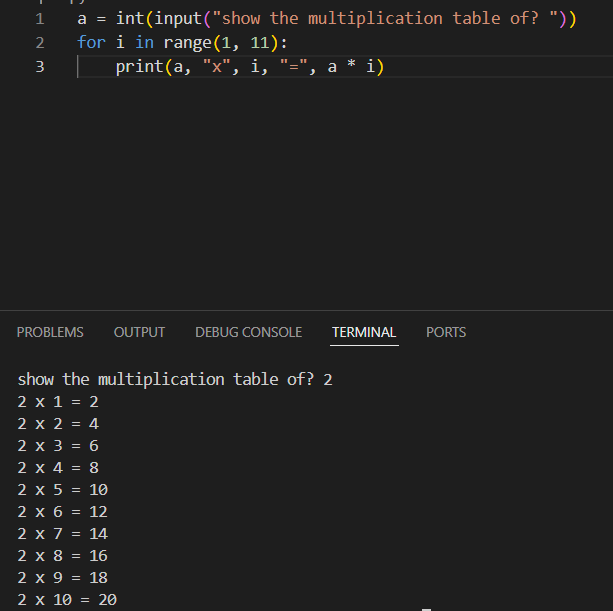 1 a = int(input("show the multiplication table of? "))
2 for i in range(1, 11):
3     print(a, "x", i, "=", a * i)
PROBLEMS OUTPUT DEBUG CONSOLE TERMINAL PORTS
show the multiplication table of? 2
2 x 1 = 2
2 x 2 = 4
2 x 3 = 6
2 x 4 = 8
2 x 5 = 10
2 x 6 = 12
2 x 7 = 14
2 x 8 = 16
2 x 9 = 18
2 x 10 = 20